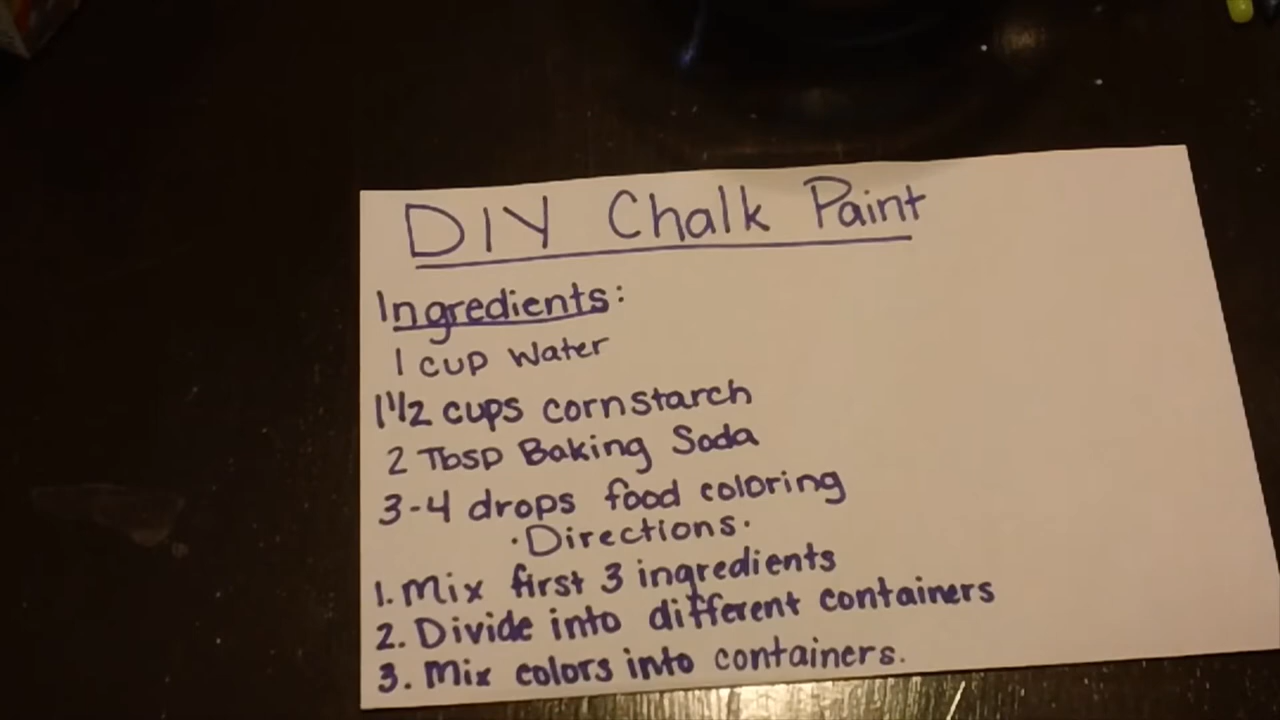 DIY Chalk Paint
Ingredients:
1 cup water
1 1/2 cups cornstarch
2 Tbsp Baking Soda
3-4 drops food coloring
·Directions·
1. Mix first 3 ingredients
2. Divide into different containers
3. Mix colors into containers.